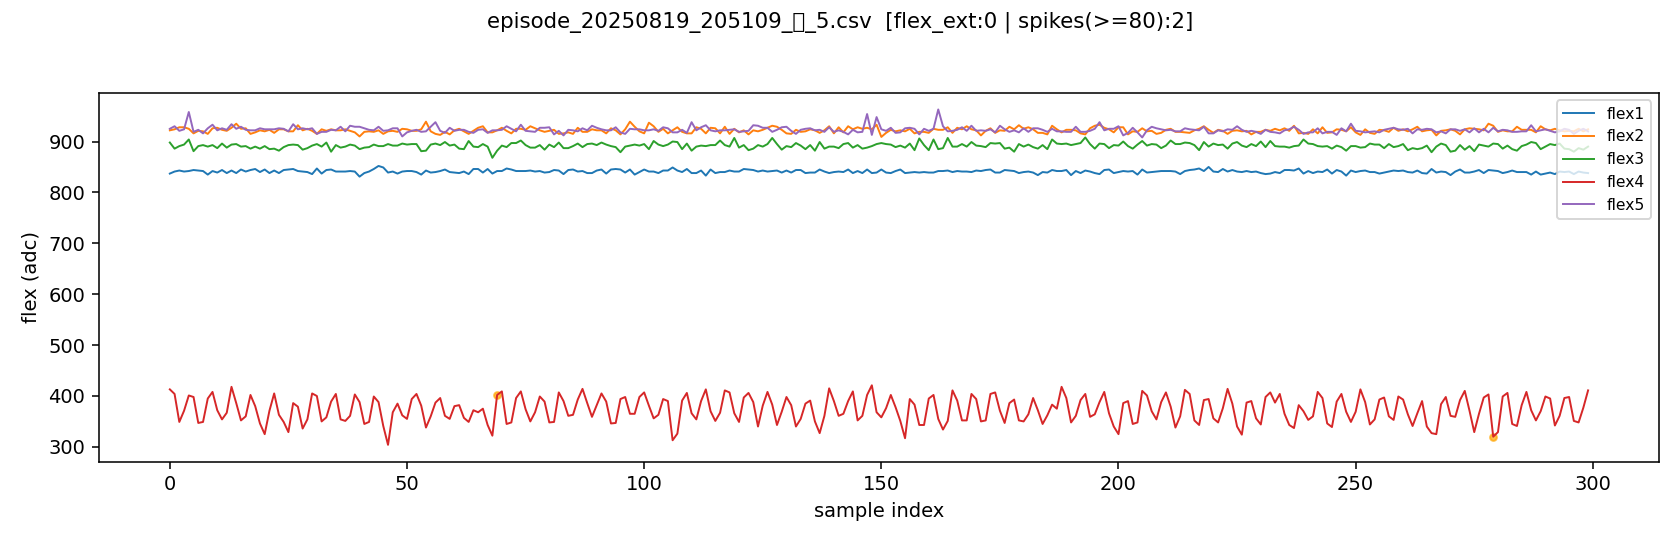 episode_20250819_205109_▯_5.csv [flex_ext:0 | spikes(>=80):2]
flex (adc)
900
800
700
600
500
400
300
0
50
100
150
200
250
300
sample index
flex1
flex2
flex3
flex4
flex5